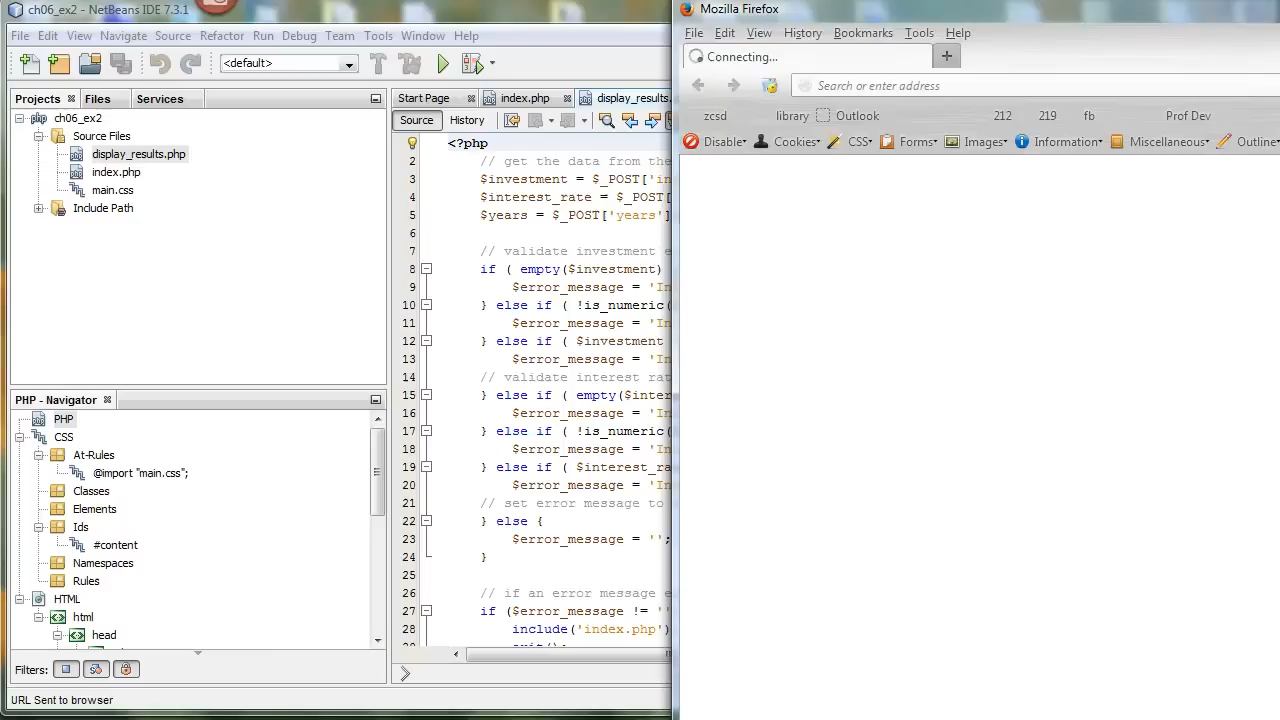 ch06_ex2 - NetBeans IDE 7.3.1
File Edit View Navigate Source Refactor Run Debug Team Tools Window Help
<default>
Projects Files Services
ch06_ex2
Source Files
display_results.php
index.php
main.css
Include Path
PHP - Navigator
PHP
CSS
At-Rules
@import "main.css";
Classes
Elements
Ids
#content
Namespaces
Rules
HTML
html
head
Filters:
URL Sent to browser
Start Page index.php display_results.
Source History
<?php
2 // get the data from the
3 $investment = $_POST['in
4 $interest_rate = $_POST[
5 $years = $_POST['years']
6
7 // validate investment e
8 if ( empty($investment)
9 $error_message = 'In
10 } else if ( !is_numeric(
11 $error_message = 'In
12 } else if ( $investment
13 $error_message = 'In
14 // validate interest rat
15 } else if ( empty($inter
16 $error_message = 'In
17 } else if ( !is_numeric(
18 $error_message = 'In
19 } else if ( $interest_ra
20 $error_message = 'In
21 // set error message to
22 } else {
23 $error_message = '';
24 }
25
26 // if an error message e
27 if ($error_message != ''
28 include('index.php')
Mozilla Firefox
File Edit View History Bookmarks Tools Help
Connecting...
Search or enter address
zcsd library Outlook 212 219 fb Prof Dev
Disable Cookies CSS Forms Images Information Miscellaneous Outline